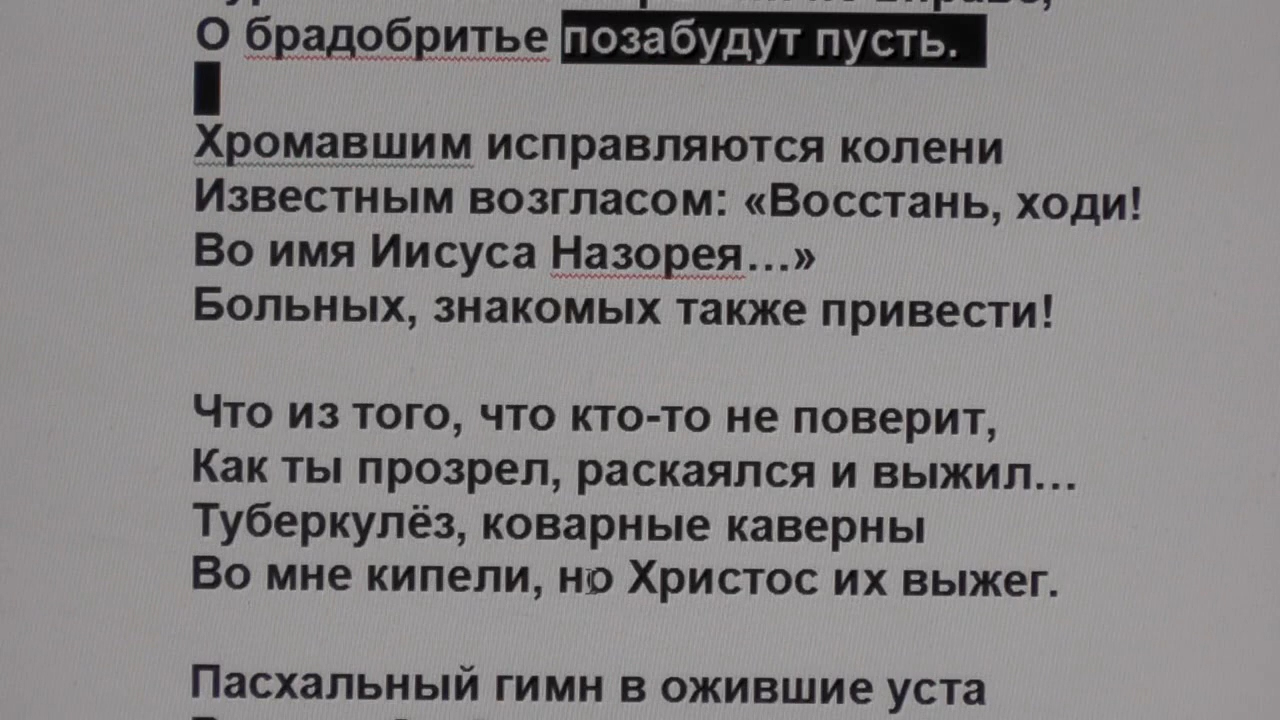 О брадобритье позабудут пусть.
Хромавшим исправляются колени
Известным возгласом: «Восстань, ходи!
Во имя Иисуса Назорея...»
Больных, знакомых также привести!
Что из того, что кто-то не поверит,
Как ты прозрел, раскаялся и выжил...
Туберкулёз, коварные каверны
Во мне кипели, но Христос их выжег.
Пасхальный гимн в ожившие уста